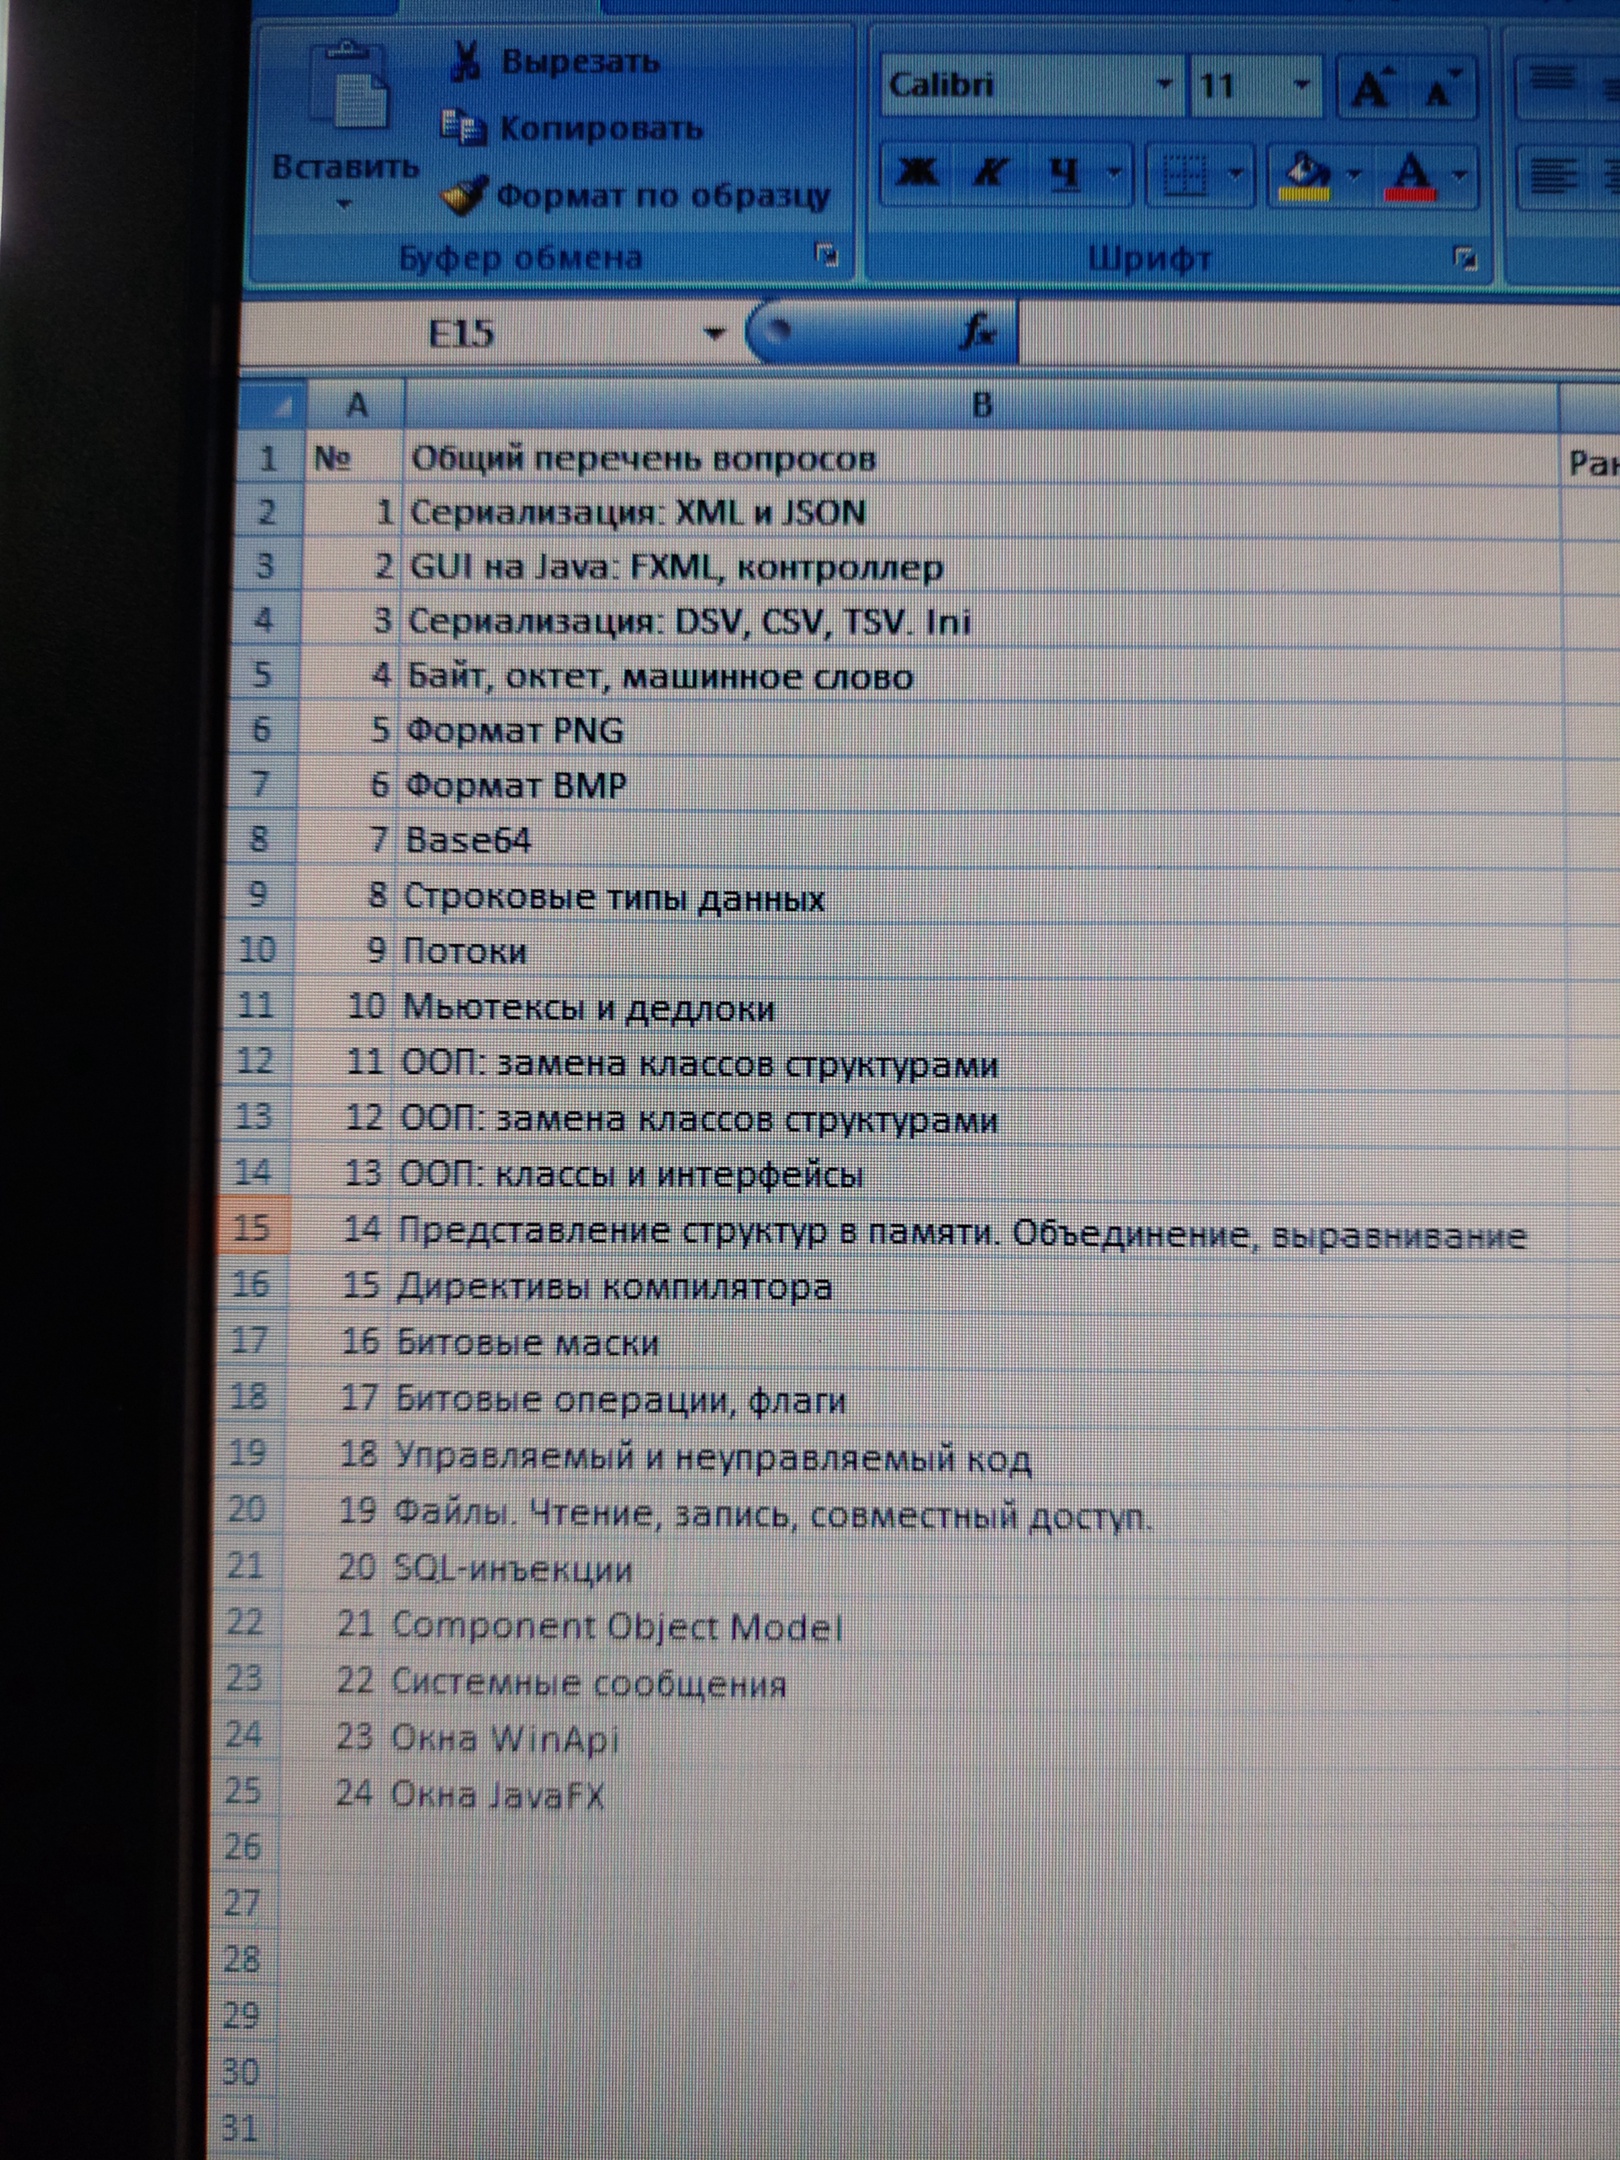 Вырезать
Копировать
Вставить
Формат по образцу
Буфер обмена
Calibri 11
Ж К Ч
Шрифт
E15
A B
1 № Общий перечень вопросов
2 1 Сериализация: XML и JSON
3 2 GUI на Java: FXML, контроллер
4 3 Сериализация: DSV, CSV, TSV. Ini
5 4 Байт, октет, машинное слово
6 5 Формат PNG
7 6 Формат BMP
8 7 Base64
9 8 Строковые типы данных
10 9 Потоки
11 10 Мьютексы и дедлоки
12 11 ООП: замена классов структурами
13 12 ООП: замена классов структурами
14 13 ООП: классы и интерфейсы
15 14 Представление структур в памяти. Объединение, выравнивание
16 15 Директивы компилятора
17 16 Битовые маски
18 17 Битовые операции, флаги
19 18 Управляемый и неуправляемый код
20 19 Файлы. Чтение, запись, совместный доступ.
21 20 SQL-инъекции
22 21 Component Object Model
23 22 Системные сообщения
24 23 Окна WinApi
25 24 Окна JavaFX
26
27
28
29
30
31